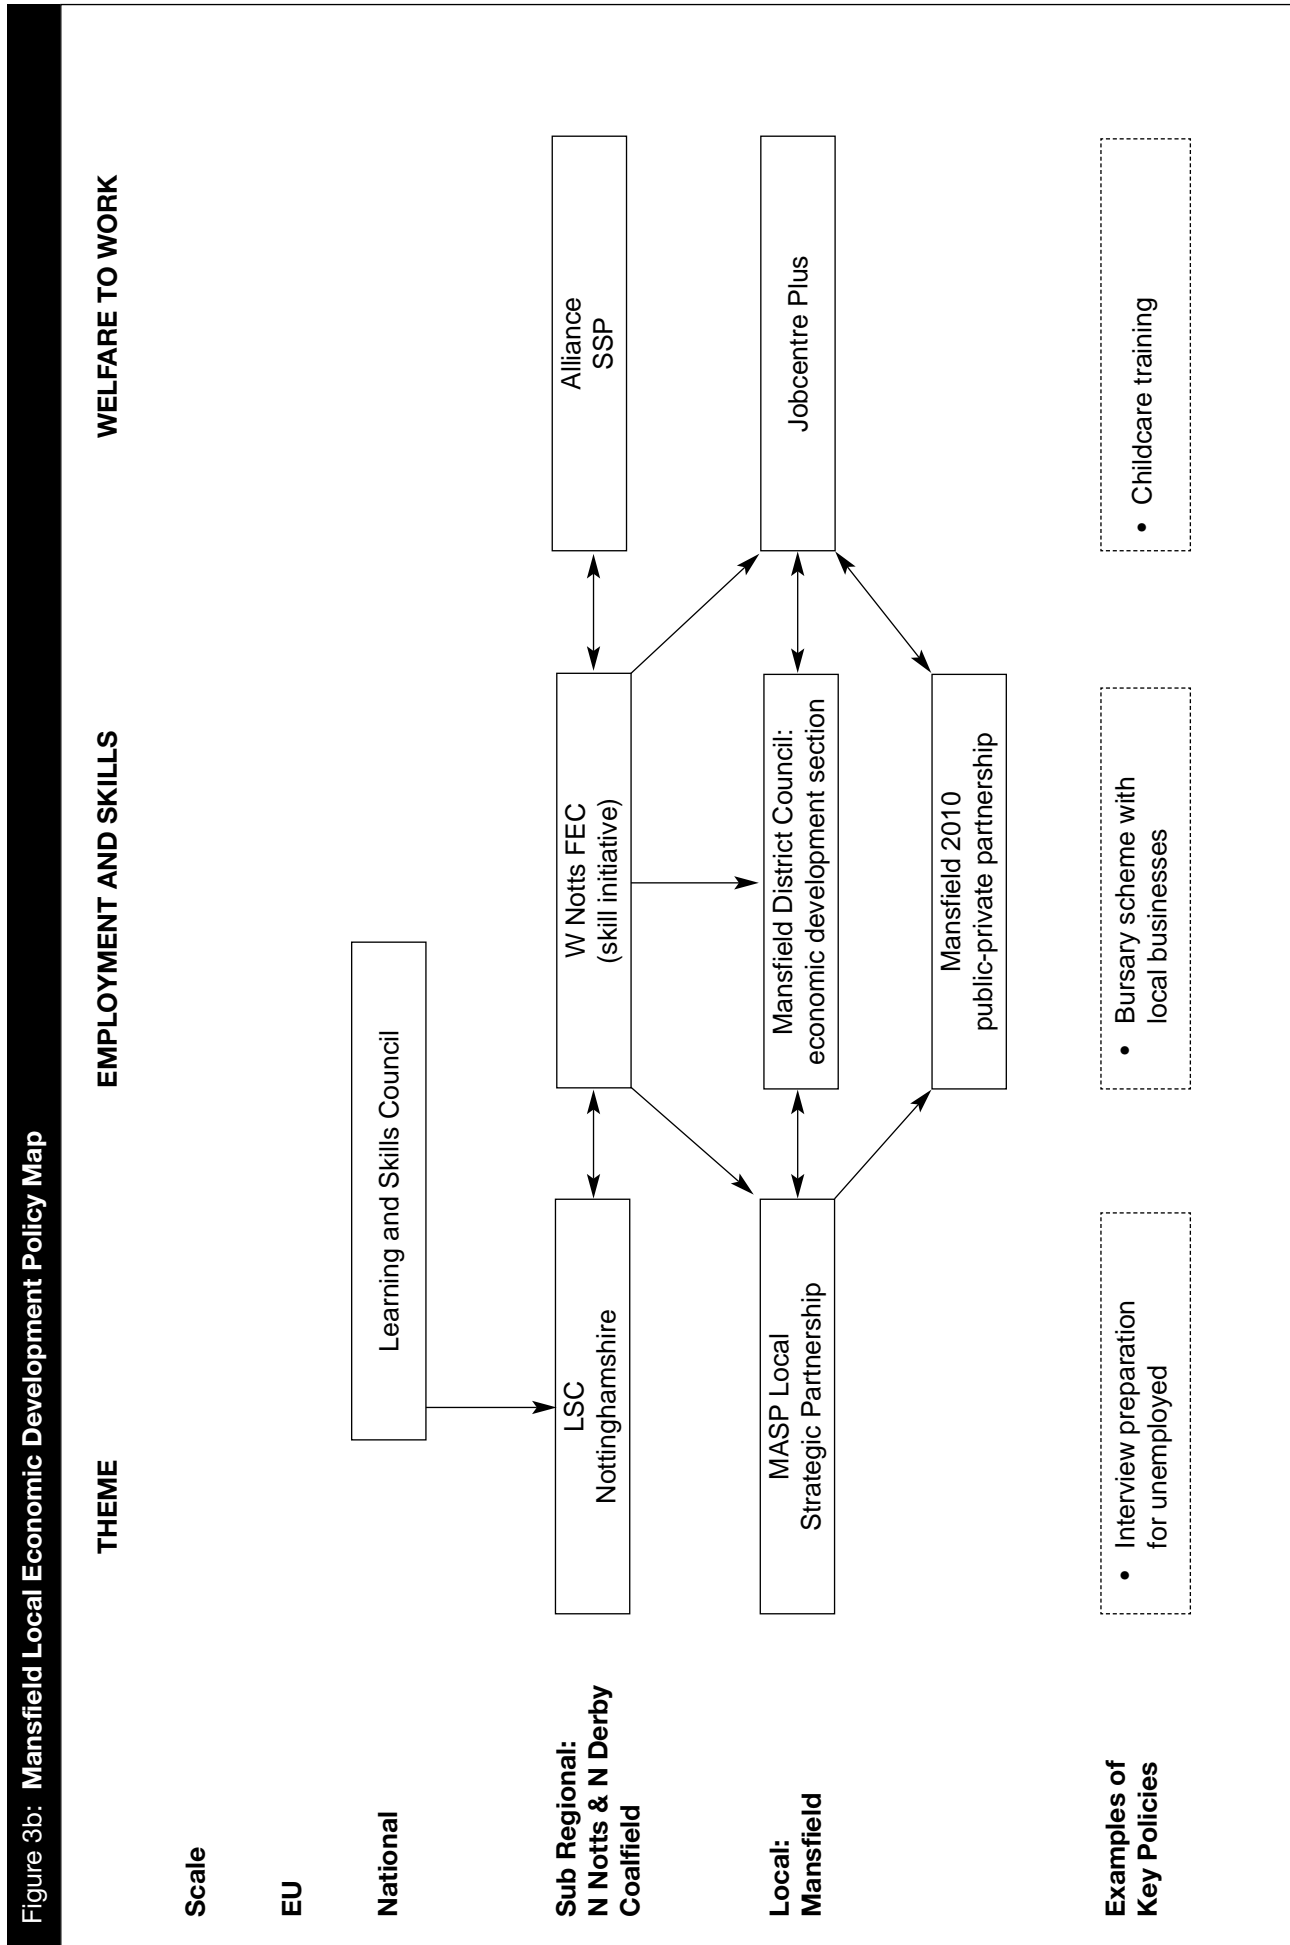 Figure 3b: Mansfield Local Economic Development Policy Map
THEME
EMPLOYMENT AND SKILLS
WELFARE TO WORK
Scale
EU
National
Learning and Skills Council
Sub Regional:
N Notts & N Derby
Coalfield
LSC
Nottinghamshire
W Notts FEC
(skill initiative)
Alliance
SSP
Local:
Mansfield
MASP Local
Strategic Partnership
Mansfield District Council:
economic development section
Jobcentre Plus
Mansfield 2010
public-private partnership
Examples of
Key Policies
• Interview preparation
for unemployed
• Bursary scheme with
local businesses
• Childcare training